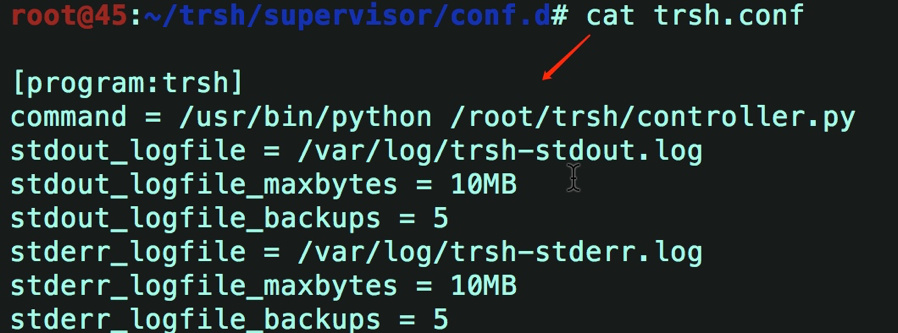 root@45:~/trsh/supervisor/conf.d# cat trsh.conf
[program:trsh]
command = /usr/bin/python /root/trsh/controller.py
stdout_logfile = /var/log/trsh-stdout.log
stdout_logfile_maxbytes = 10MB
stdout_logfile_backups = 5
stderr_logfile = /var/log/trsh-stderr.log
stderr_logfile_maxbytes = 10MB
stderr_logfile_backups = 5